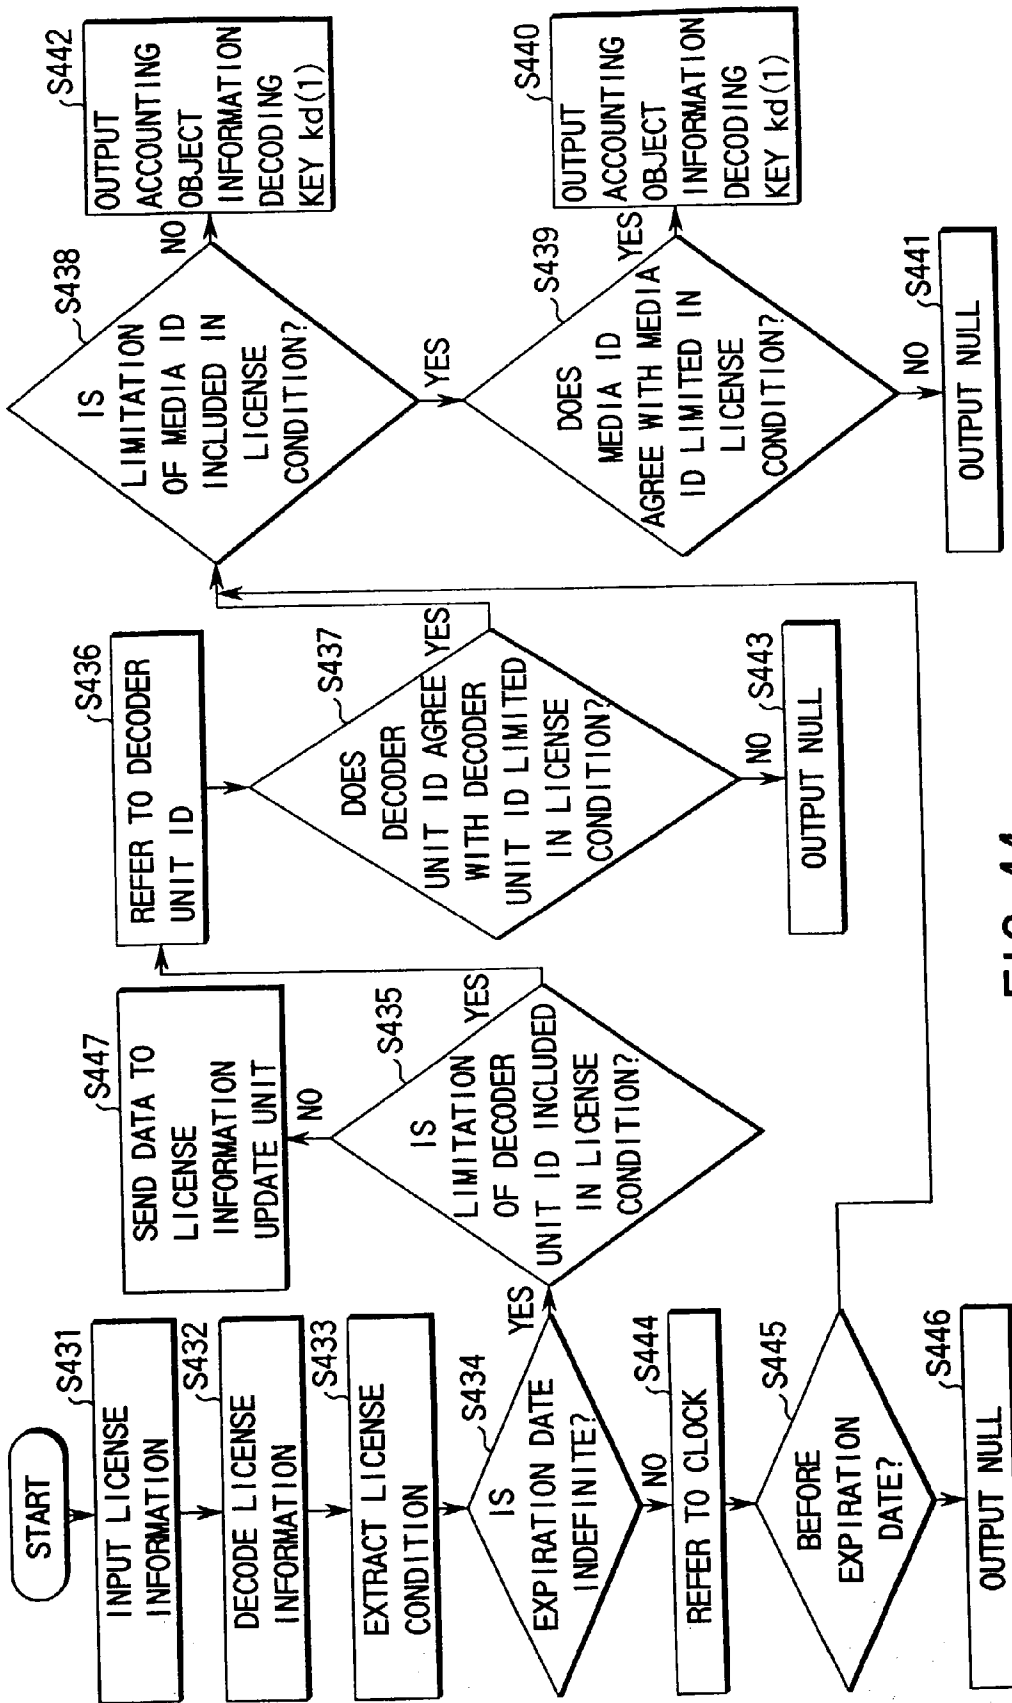 START
INPUT LICENSE
INFORMATION
S431
DECODE LICENSE
INFORMATION
S432
EXTRACT LICENSE
CONDITION
S433
IS
EXPIRATION DATE
INDEFINITE?
S434
YES
NO
REFER TO CLOCK
S444
BEFORE
EXPIRATION
DATE?
S445
OUTPUT NULL
S446
SEND DATA TO
LICENSE
INFORMATION
UPDATE UNIT
S447
NO
IS
LIMITATION
OF DECODER
UNIT ID INCLUDED
IN LICENSE
CONDITION?
S435
YES
REFER TO DECODER
UNIT ID
S436
DOES
DECODER
UNIT ID AGREE
WITH DECODER
UNIT ID LIMITED
IN LICENSE
CONDITION?
S437
YES
NO
OUTPUT NULL
S443
IS
LIMITATION
OF MEDIA ID
INCLUDED IN
LICENSE
CONDITION?
S438
NO
YES
OUTPUT
ACCOUNTING
OBJECT
INFORMATION
DECODING
KEY kd(1)
S442
DOES
MEDIA ID
AGREE WITH MEDIA
ID LIMITED IN
LICENSE
CONDITION?
S439
YES
NO
OUTPUT
ACCOUNTING
OBJECT
INFORMATION
DECODING
KEY kd(1)
S440
OUTPUT NULL
S441